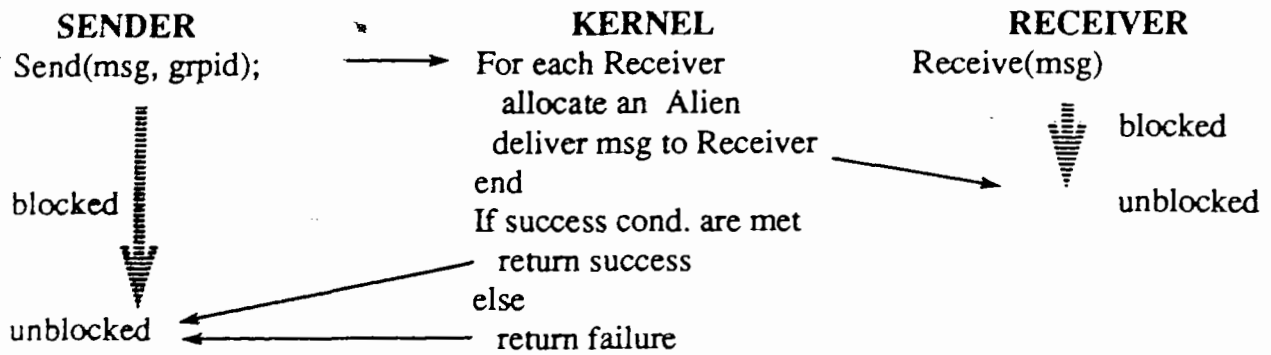 SENDER
Send(msg, grpid);
blocked
unblocked
KERNEL
For each Receiver
allocate an Alien
deliver msg to Receiver
end
If success cond. are met
return success
else
return failure
RECEIVER
Receive(msg)
blocked
unblocked